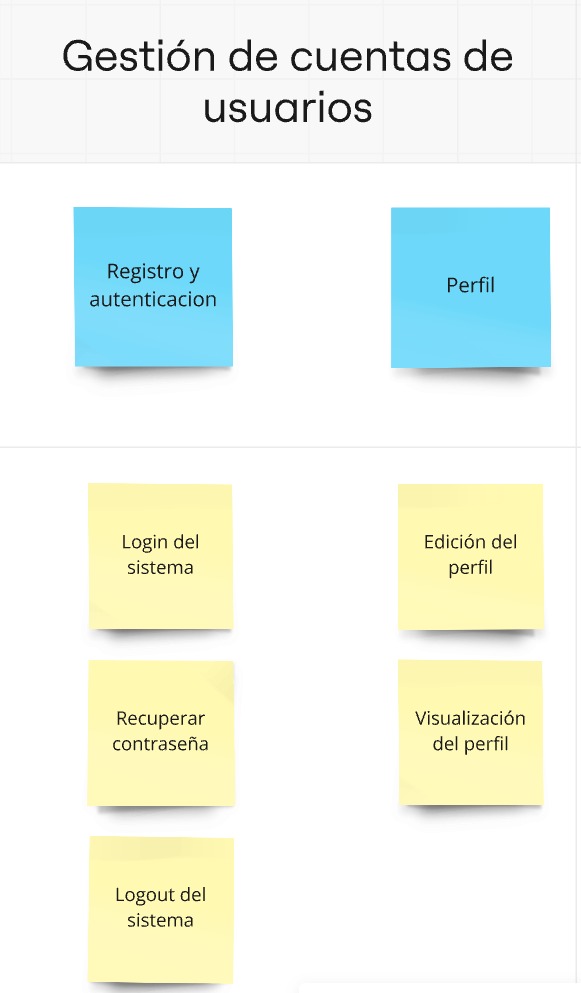 Gestión de cuentas de
usuarios
Registro y
autenticacion
Perfil
Login del
sistema
Edición del
perfil
Recuperar
contraseña
Visualización
del perfil
Logout del
sistema